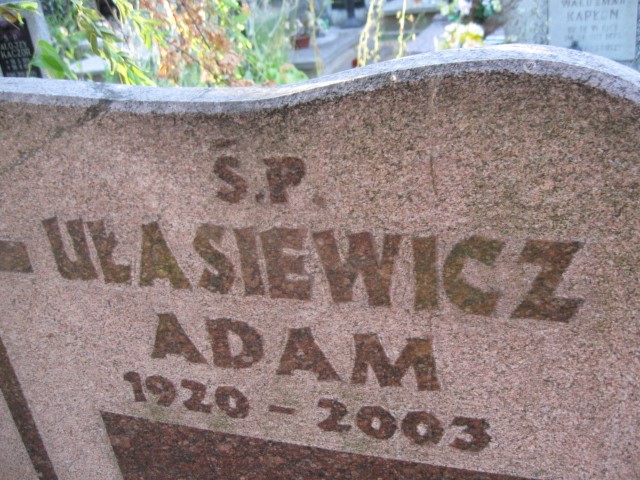 Ś.P.
UŁASIEWICZ
ADAM
1920 – 2003